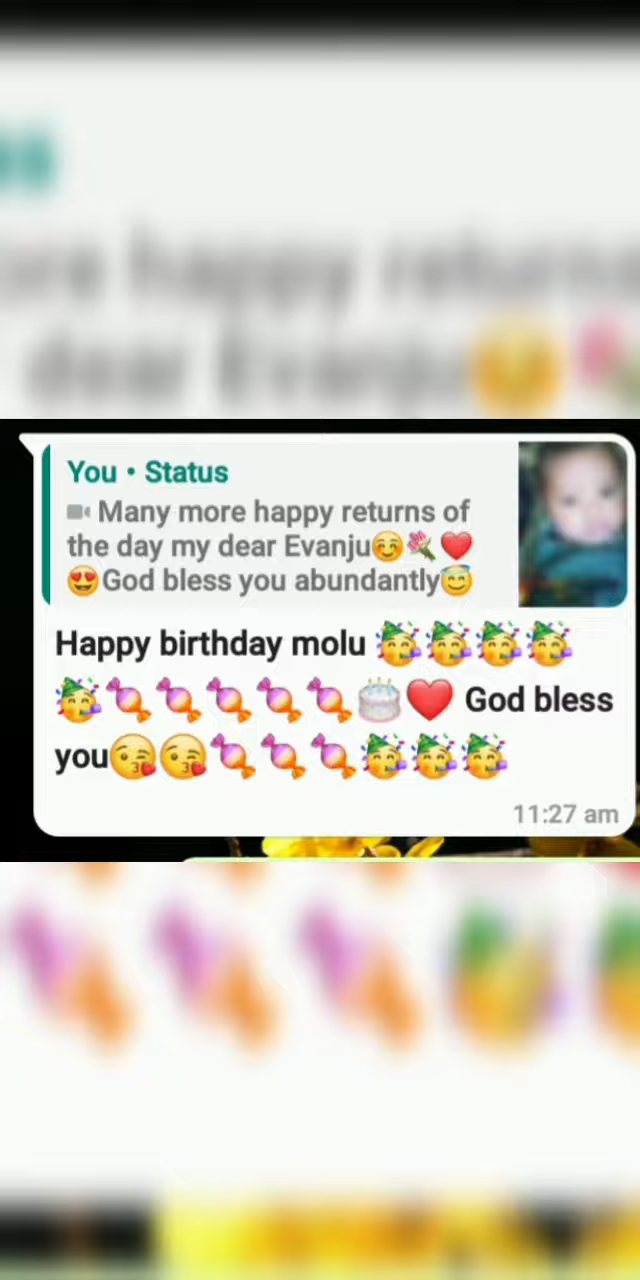 You • Status
Many more happy returns of
the day my dear Evanju😊💐❤️
😍God bless you abundantly😇
Happy birthday molu 🥳🥳🥳🥳
🥳🍬🍬🍬🍬🍬🎂❤️ God bless
you😘😘🍬🍬🍬🥳🥳🥳
11:27 am